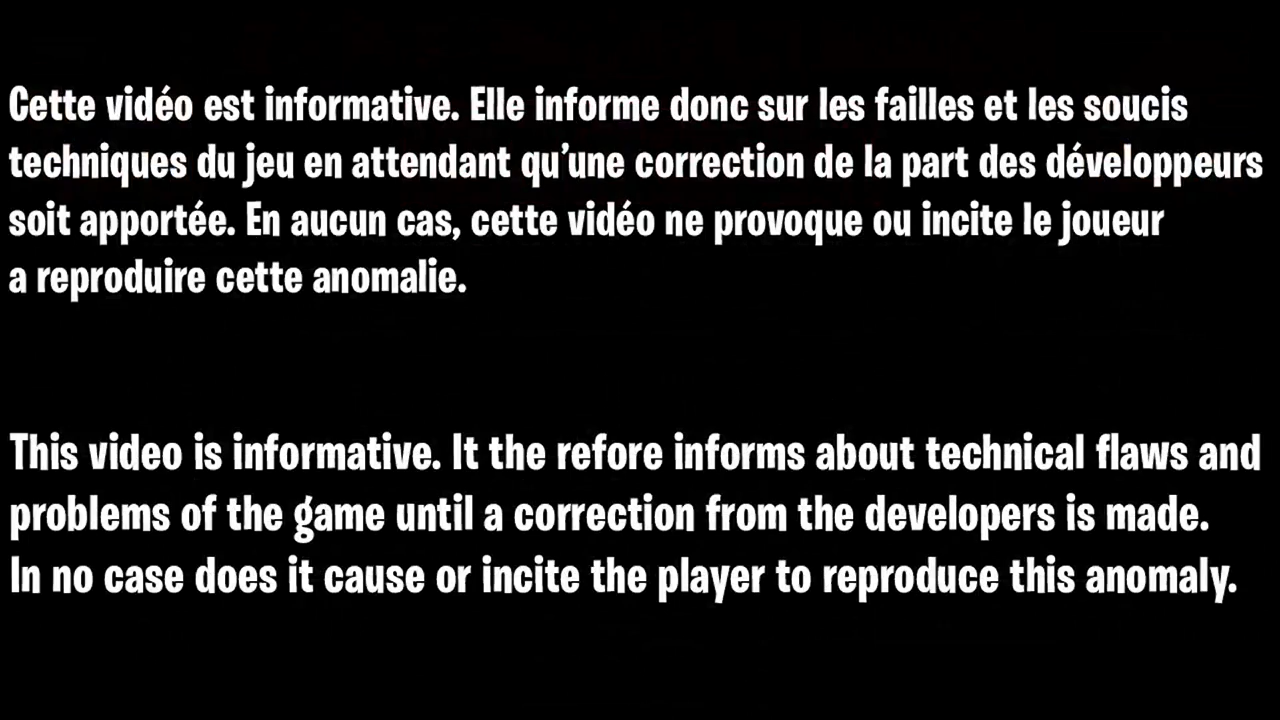 Cette vidéo est informative. Elle informe donc sur les failles et les soucis
techniques du jeu en attendant qu’une correction de la part des développeurs
soit apportée. En aucun cas, cette vidéo ne provoque ou incite le joueur
a reproduire cette anomalie.
This video is informative. It the refore informs about technical flaws and
problems of the game until a correction from the developers is made.
In no case does it cause or incite the player to reproduce this anomaly.